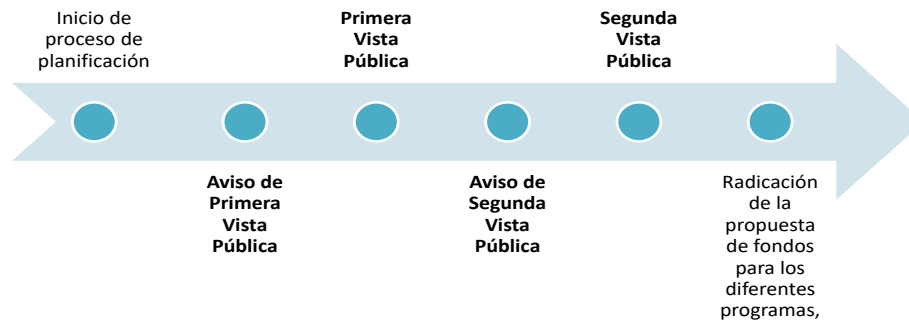 Inicio de
proceso de
planificación
Aviso de
Primera
Vista
Pública
Primera
Vista
Pública
Aviso de
Segunda
Vista
Pública
Segunda
Vista
Pública
Radicación
de la
propuesta
de fondos
para los
diferentes
programas,